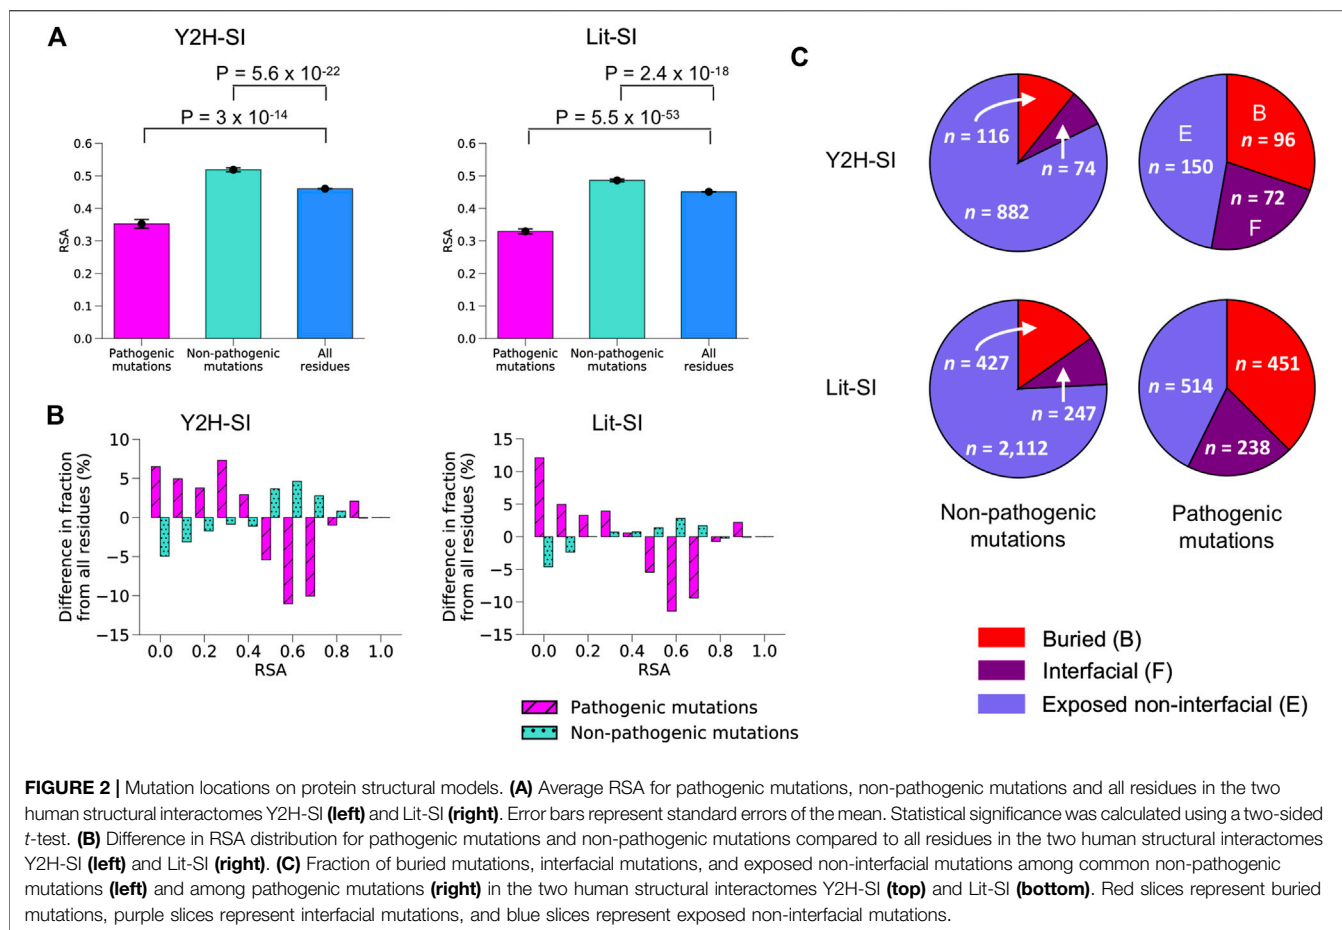 A
Y2H-SI
P = 5.6 x 10-22
P = 3 x 10-14
0.6
0.5
0.4
0.3
0.2
0.1
0.0
RSA
Pathogenic
mutations
Non-pathogenic
mutations
All
residues
Lit-SI
P = 2.4 x 10-18
P = 5.5 x 10-53
0.6
0.5
0.4
0.3
0.2
0.1
0.0
RSA
Pathogenic
mutations
Non-pathogenic
mutations
All
residues
B
Y2H-SI
10
5
0
−5
−10
−15
Difference in fraction
from all residues (%)
0.0 0.2 0.4 0.6 0.8 1.0
RSA
Lit-SI
15
10
5
0
−5
−10
−15
Difference in fraction
from all residues (%)
0.0 0.2 0.4 0.6 0.8 1.0
RSA
Pathogenic mutations
Non-pathogenic mutations
C
Y2H-SI
n = 116
n = 74
n = 882
E
n = 150
B
n = 96
n = 72
F
Lit-SI
n = 427
n = 247
n = 2,112
n = 514
n = 451
n = 238
Non-pathogenic
mutations
Pathogenic
mutations
Buried (B)
Interfacial (F)
Exposed non-interfacial (E)
FIGURE 2 | Mutation locations on protein structural models. (A) Average RSA for pathogenic mutations, non-pathogenic mutations and all residues in the two
human structural interactomes Y2H-SI (left) and Lit-SI (right). Error bars represent standard errors of the mean. Statistical significance was calculated using a two-sided
t-test. (B) Difference in RSA distribution for pathogenic mutations and non-pathogenic mutations compared to all residues in the two human structural interactomes
Y2H-SI (left) and Lit-SI (right). (C) Fraction of buried mutations, interfacial mutations, and exposed non-interfacial mutations among common non-pathogenic
mutations (left) and among pathogenic mutations (right) in the two human structural interactomes Y2H-SI (top) and Lit-SI (bottom). Red slices represent buried
mutations, purple slices represent interfacial mutations, and blue slices represent exposed non-interfacial mutations.